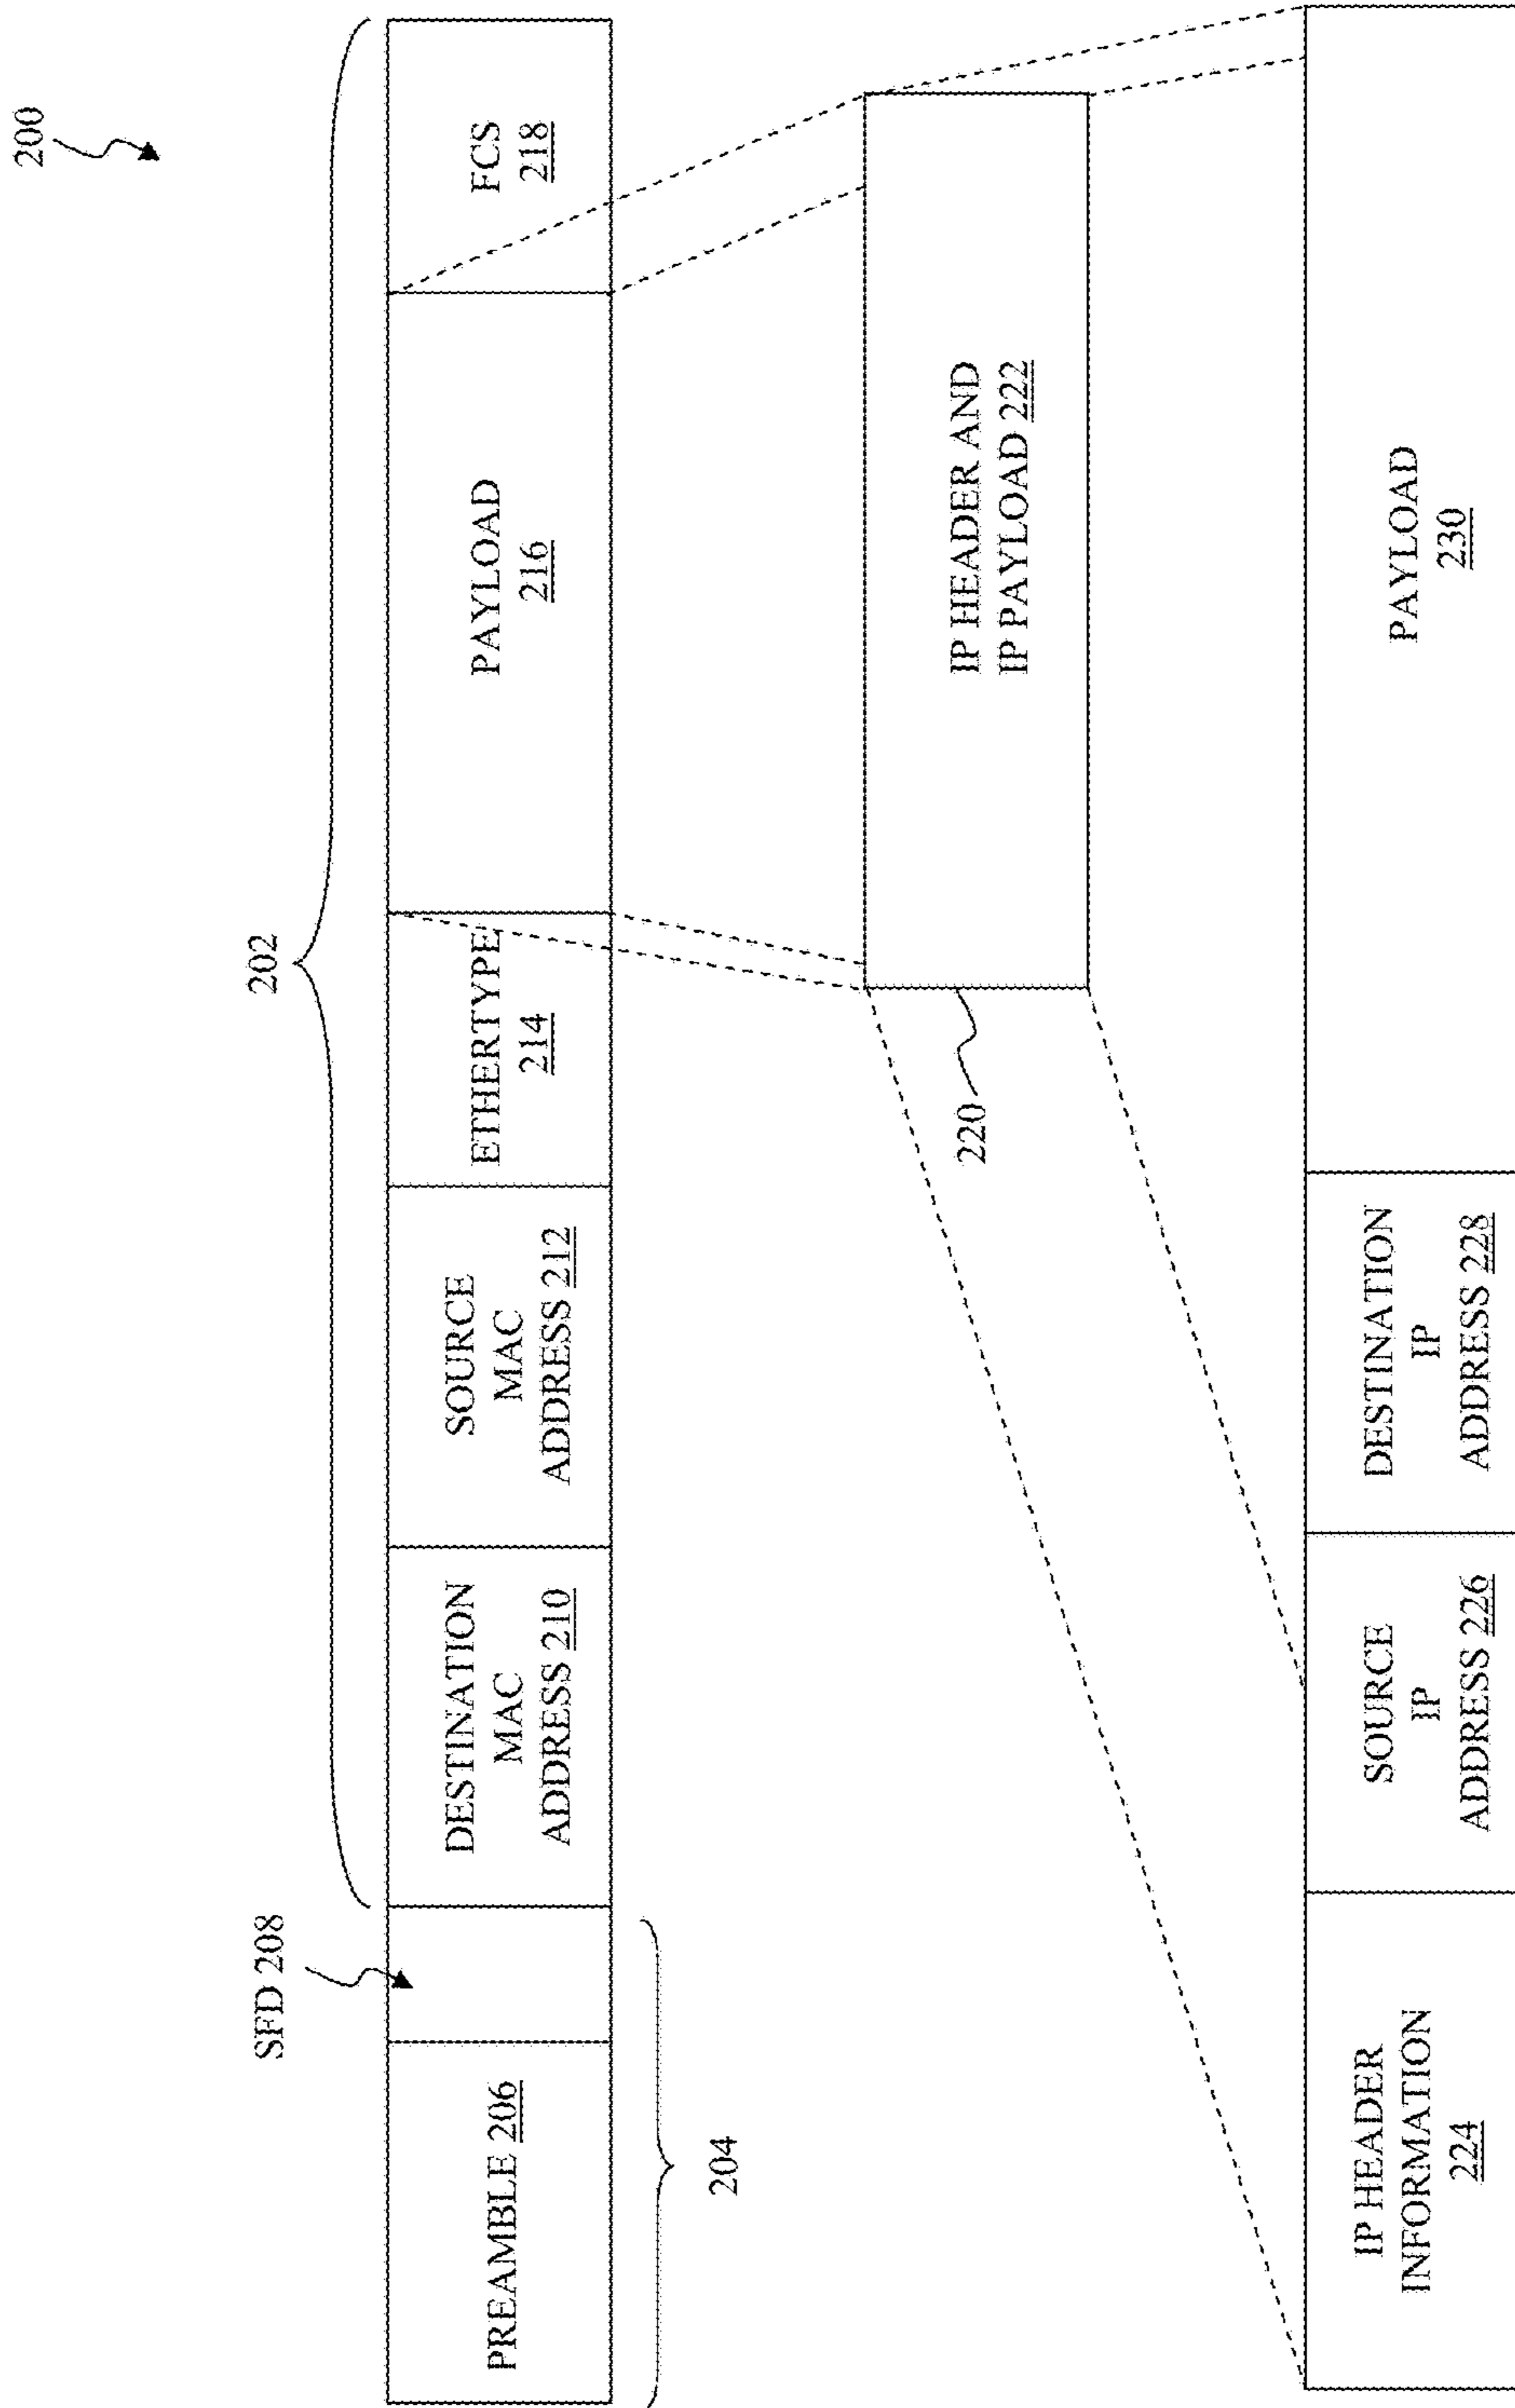 200
202
SFD 208
PREAMBLE 206
DESTINATION
MAC
ADDRESS 210
SOURCE
MAC
ADDRESS 212
ETHERTYPE
214
PAYLOAD
216
FCS
218
204
220
IP HEADER AND
IP PAYLOAD 222
IP HEADER
INFORMATION
224
SOURCE
IP
ADDRESS 226
DESTINATION
IP
ADDRESS 228
PAYLOAD
230